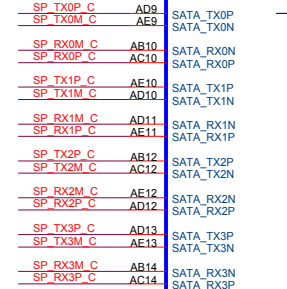 SP_TX0P_C AD9 SATA_TX0P
SP_TX0M_C AE9 SATA_TX0N
SP_RX0M_C AB10 SATA_RX0N
SP_RX0P_C AC10 SATA_RX0P
SP_TX1P_C AE10 SATA_TX1P
SP_TX1M_C AD10 SATA_TX1N
SP_RX1M_C AD11 SATA_RX1N
SP_RX1P_C AE11 SATA_RX1P
SP_TX2P_C AB12 SATA_TX2P
SP_TX2M_C AC12 SATA_TX2N
SP_RX2M_C AE12 SATA_RX2N
SP_RX2P_C AD12 SATA_RX2P
SP_TX3P_C AD13 SATA_TX3P
SP_TX3M_C AE13 SATA_TX3N
SP_RX3M_C AB14 SATA_RX3N
SP_RX3P_C AC14 SATA_RX3P